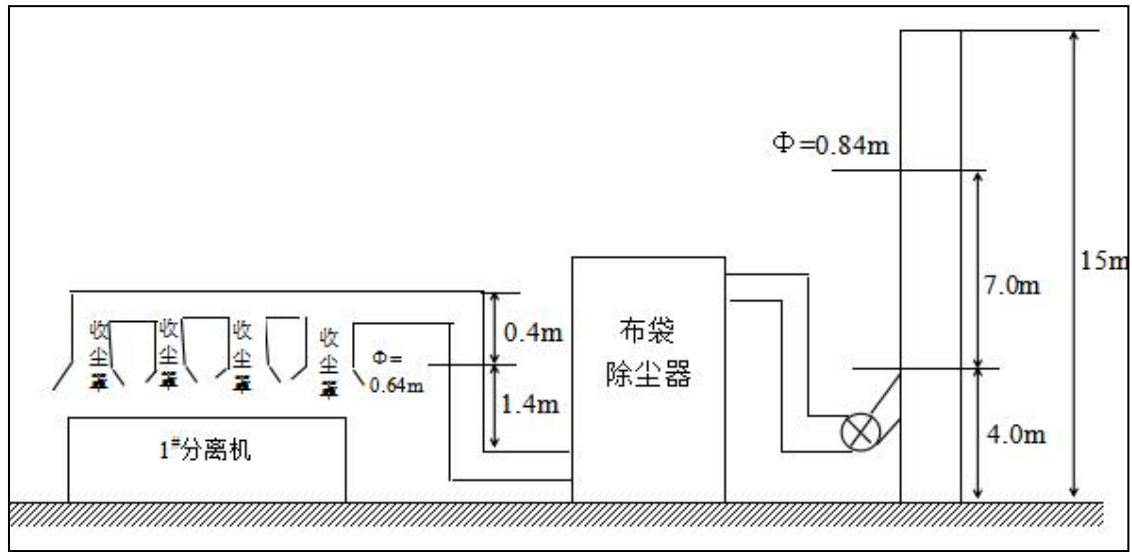 Φ=0.84m
15m
7.0m
4.0m
收尘罩
收尘罩
收尘罩
收尘罩
Φ=
0.64m
0.4m
1.4m
布袋
除尘器
1#分离机